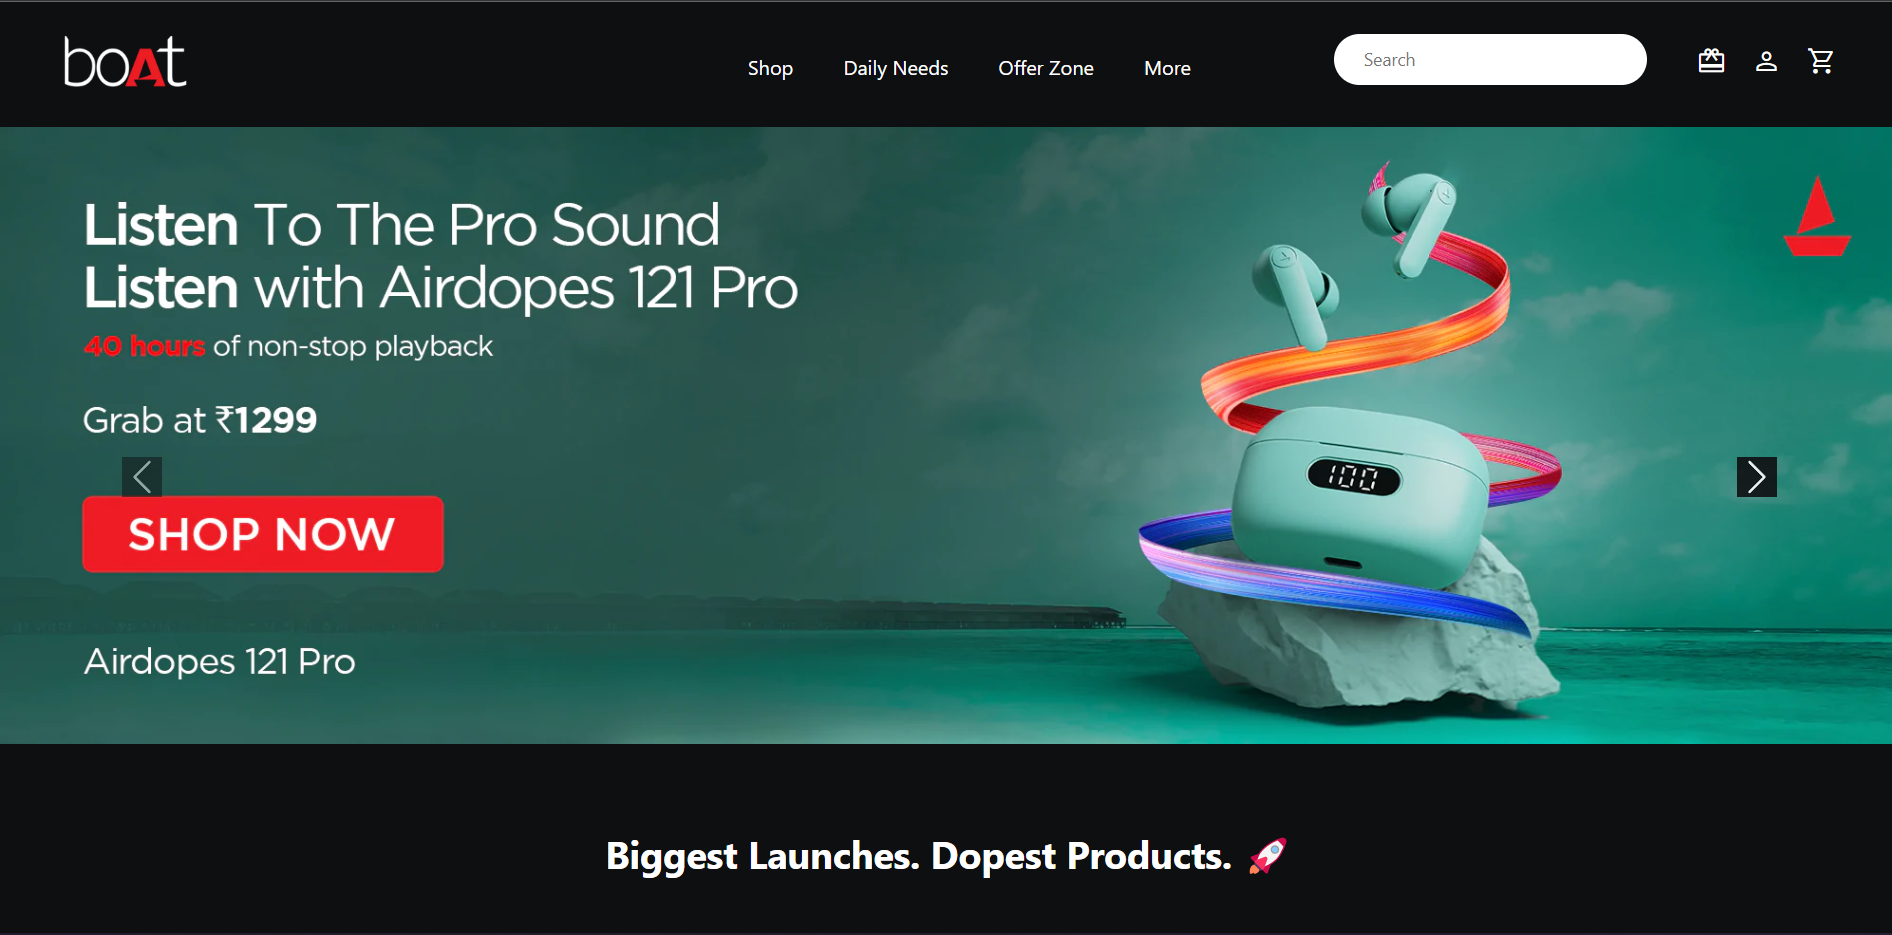 boAt
Shop
Daily Needs
Offer Zone
More
Search
Listen To The Pro Sound
Listen with Airdopes 121 Pro
40 hours of non-stop playback
Grab at ₹1299
SHOP NOW
Airdopes 121 Pro
100
Biggest Launches. Dopest Products. 🚀